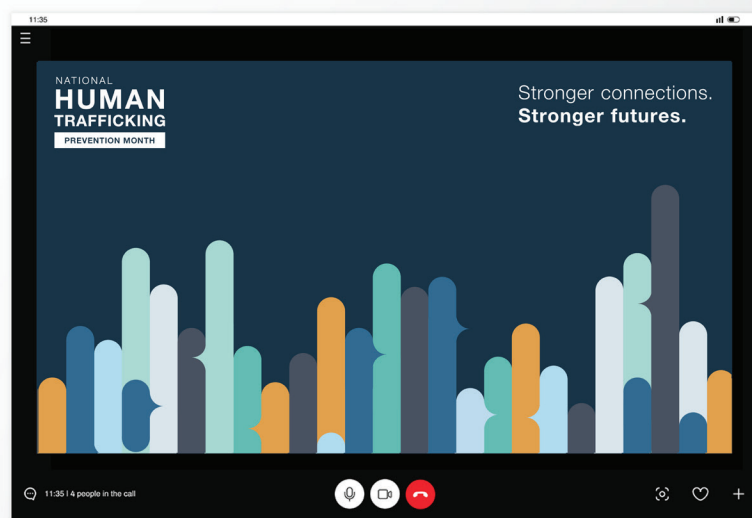 11:35
NATIONAL
HUMAN
TRAFFICKING
PREVENTION MONTH
Stronger connections.
Stronger futures.
11:35 | 4 people in the call